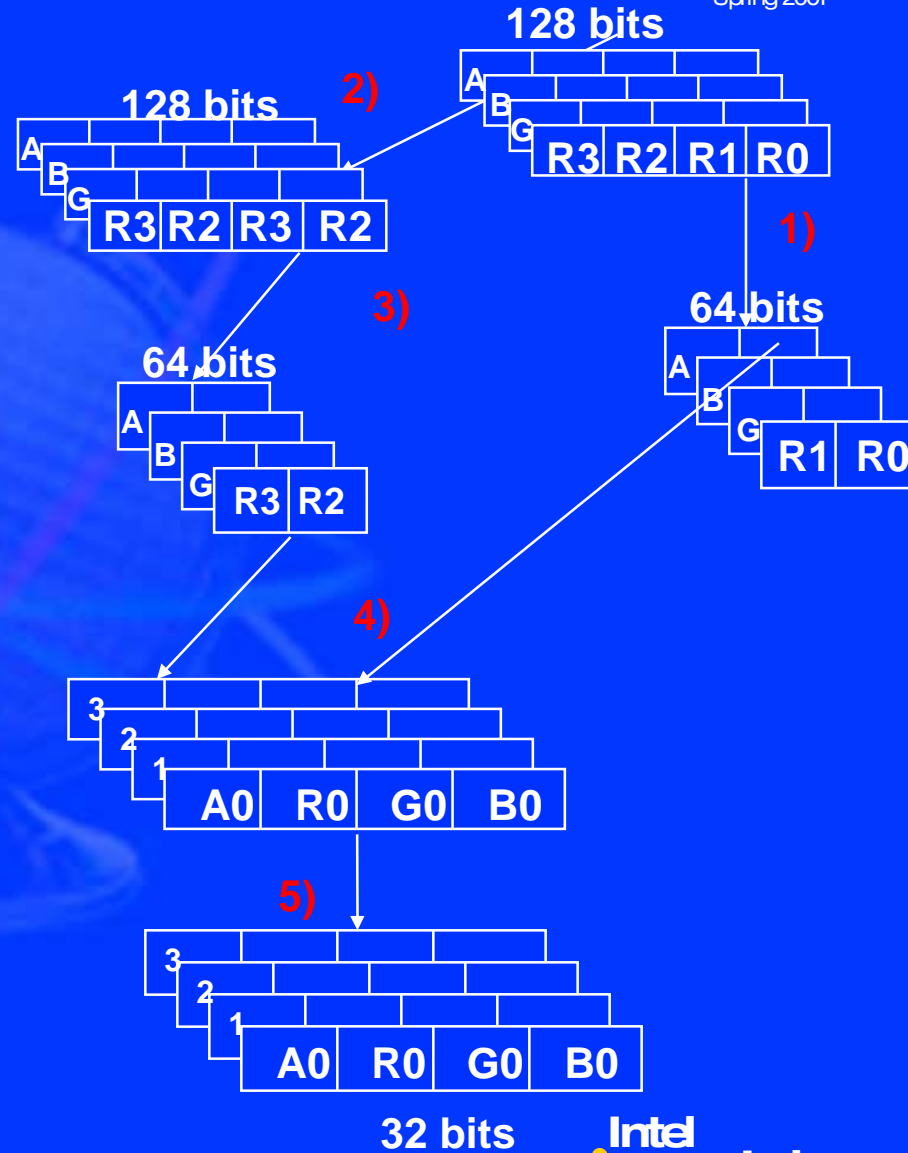 Spring 2001
128 bits
A
B
G
R3 R2 R1 R0
2)
128 bits
A
B
G
R3 R2 R3 R2
1)
3)
64 bits
A
B
G
R1 R0
64 bits
A
B
G
R3 R2
4)
3
2
1
A0 R0 G0 B0
5)
3
2
1
A0 R0 G0 B0
32 bits
Intel